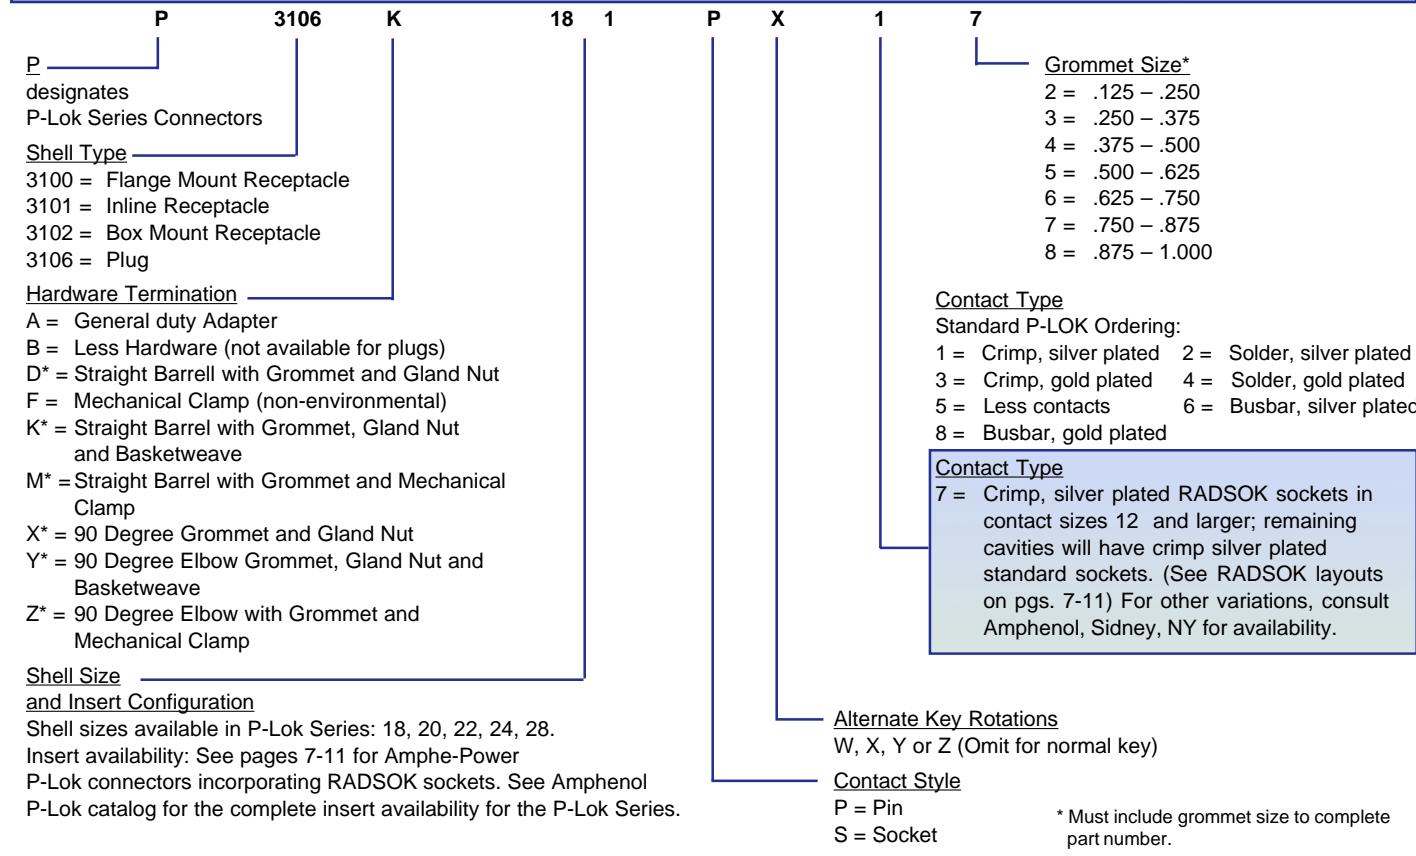 P 3106 K 18 1 P X 1 7
P
designates
P-Lok Series Connectors
Shell Type
3100 = Flange Mount Receptacle
3101 = Inline Receptacle
3102 = Box Mount Receptacle
3106 = Plug
Hardware Termination
A = General duty Adapter
B = Less Hardware (not available for plugs)
D* = Straight Barrell with Grommet and Gland Nut
F = Mechanical Clamp (non-environmental)
K* = Straight Barrel with Grommet, Gland Nut
and Basketweave
M* = Straight Barrel with Grommet and Mechanical
Clamp
X* = 90 Degree Grommet and Gland Nut
Y* = 90 Degree Elbow Grommet, Gland Nut and
Basketweave
Z* = 90 Degree Elbow with Grommet and
Mechanical Clamp
Shell Size
and Insert Configuration
Shell sizes available in P-Lok Series: 18, 20, 22, 24, 28.
Insert availability: See pages 7-11 for Amphe-Power
P-Lok connectors incorporating RADSOK sockets. See Amphenol
P-Lok catalog for the complete insert availability for the P-Lok Series.
Grommet Size*
2 = .125 – .250
3 = .250 – .375
4 = .375 – .500
5 = .500 – .625
6 = .625 – .750
7 = .750 – .875
8 = .875 – 1.000
Contact Type
Standard P-LOK Ordering:
1 = Crimp, silver plated 2 = Solder, silver plated
3 = Crimp, gold plated 4 = Solder, gold plated
5 = Less contacts 6 = Busbar, silver plated
8 = Busbar, gold plated
Contact Type
7 = Crimp, silver plated RADSOK sockets in
contact sizes 12 and larger; remaining
cavities will have crimp silver plated
standard sockets. (See RADSOK layouts
on pgs. 7-11) For other variations, consult
Amphenol, Sidney, NY for availability.
Alternate Key Rotations
W, X, Y or Z (Omit for normal key)
Contact Style
P = Pin
S = Socket
* Must include grommet size to complete
part number.